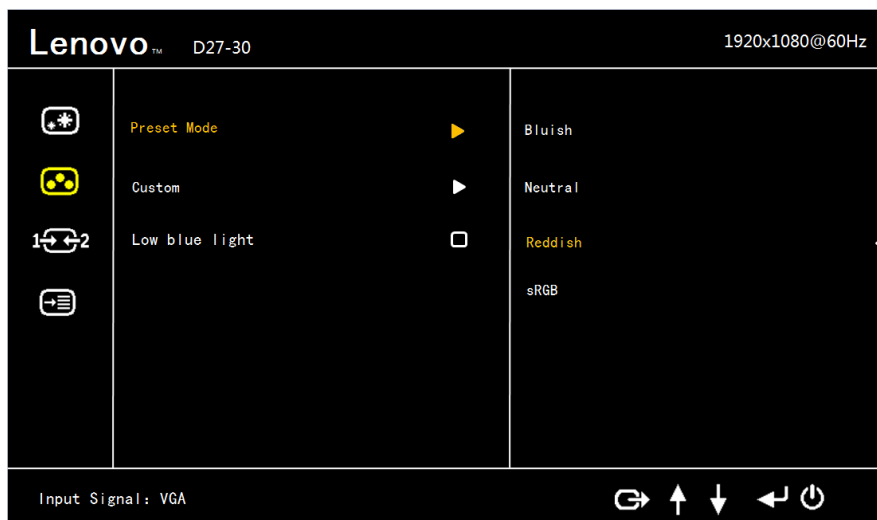 Lenovo™ D27-30 1920x1080@60Hz
Preset Mode
Bluish
Custom
Neutral
1 2
Low blue light
Reddish
sRGB
Input Signal: VGA